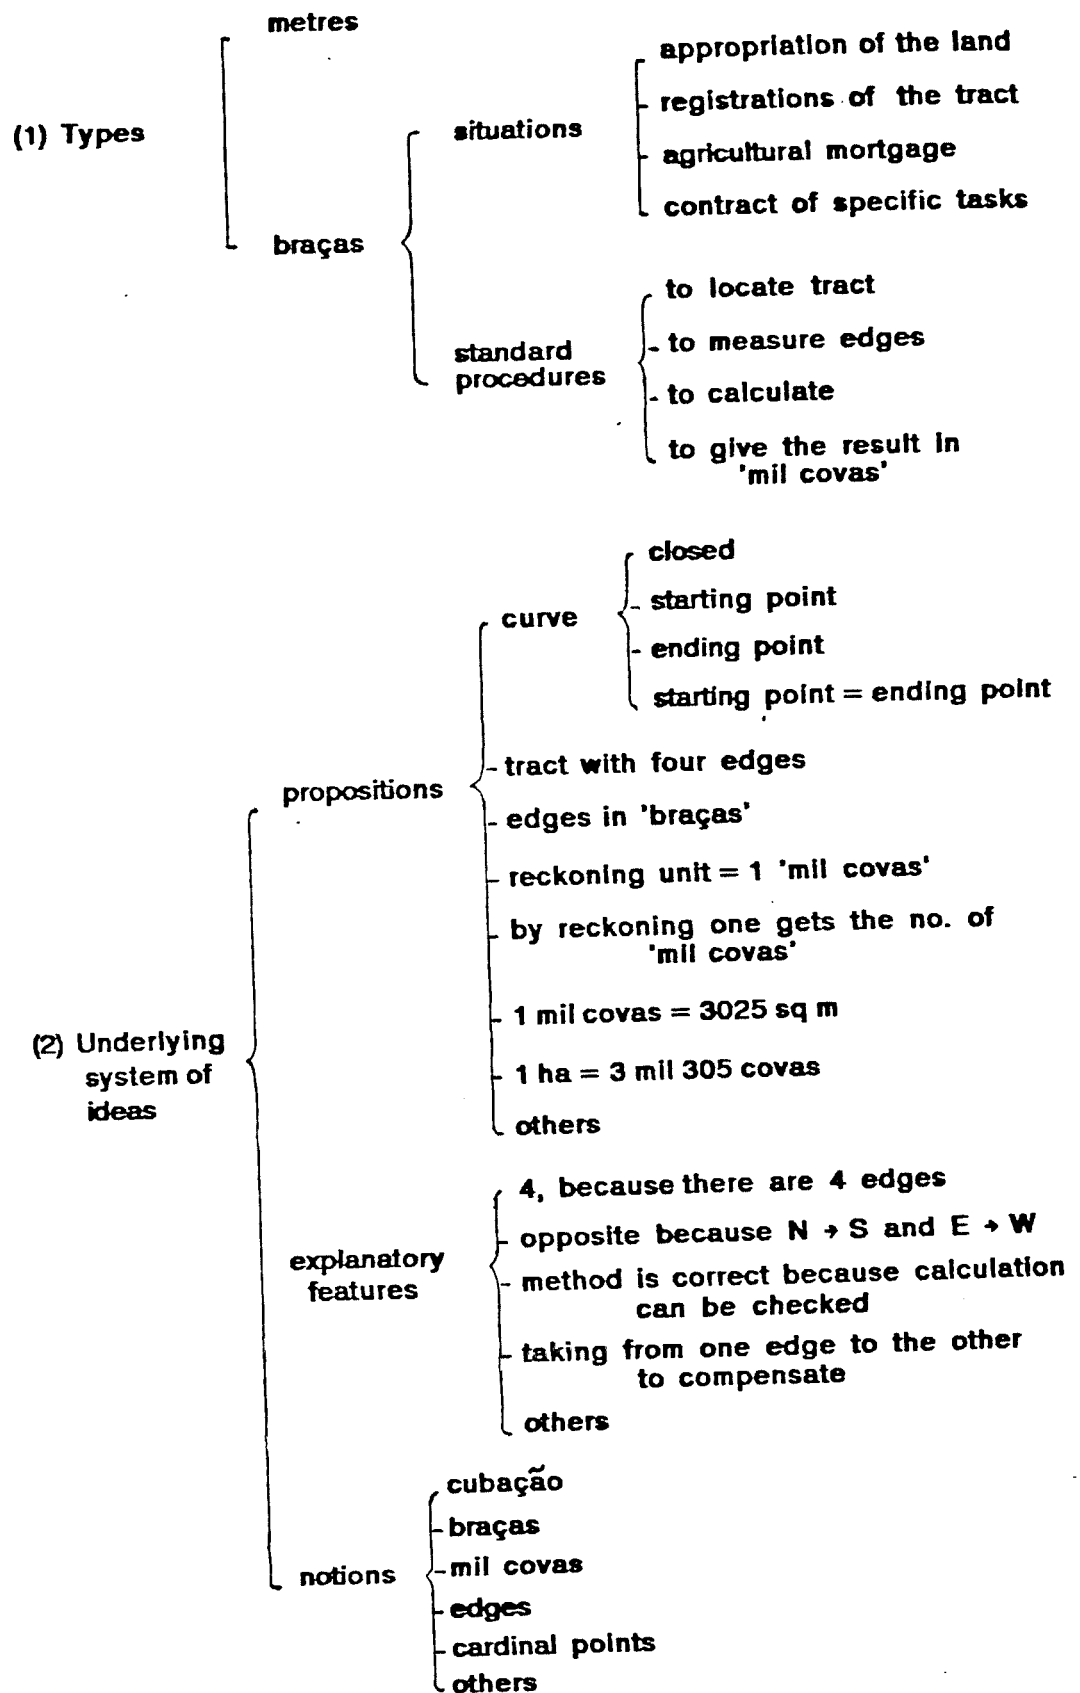 (1) Types
metres
braças
situations
appropriation of the land
registrations of the tract
agricultural mortgage
contract of specific tasks
standard
procedures
to locate tract
to measure edges
to calculate
to give the result in
'mil covas'
(2) Underlying
system of
ideas
propositions
curve
closed
starting point
ending point
starting point = ending point
tract with four edges
edges in 'braças'
reckoning unit = 1 'mil covas'
by reckoning one gets the no. of
'mil covas'
1 mil covas = 3025 sq m
1 ha = 3 mil 305 covas
others
explanatory
features
4, because there are 4 edges
opposite because N → S and E → W
method is correct because calculation
can be checked
taking from one edge to the other
to compensate
others
notions
cubação
braças
mil covas
edges
cardinal points
others